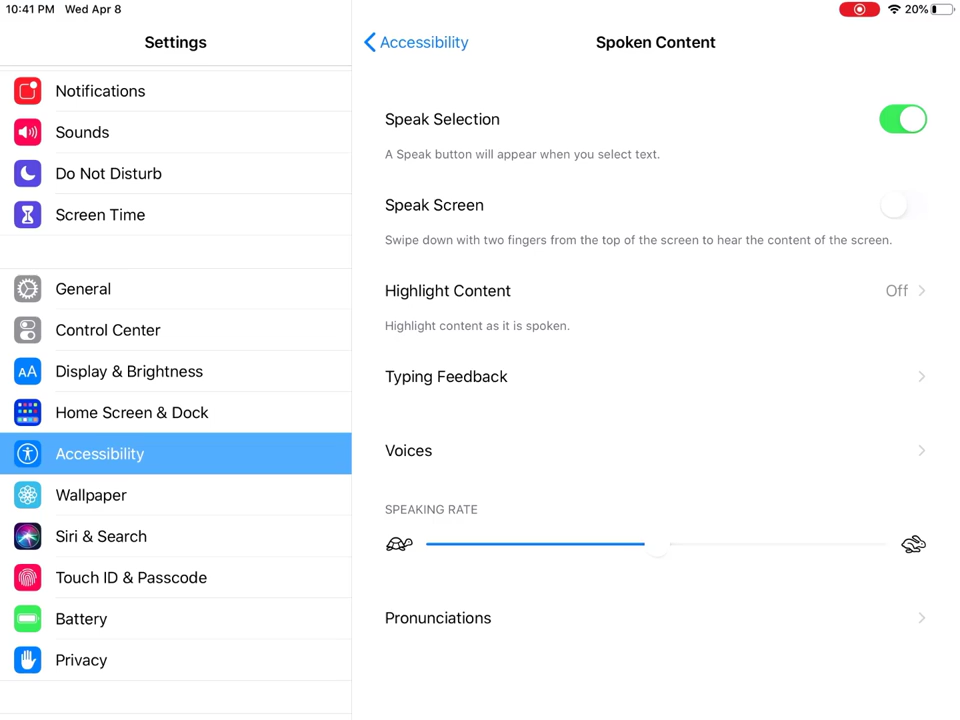 10:41 PM Wed Apr 8
20%
Settings
Notifications
Sounds
Do Not Disturb
Screen Time
General
Control Center
AA
Display & Brightness
Home Screen & Dock
Accessibility
Wallpaper
Siri & Search
Touch ID & Passcode
Battery
Privacy
Accessibility
Spoken Content
Speak Selection
A Speak button will appear when you select text.
Speak Screen
Swipe down with two fingers from the top of the screen to hear the content of the screen.
Highlight Content Off
Highlight content as it is spoken.
Typing Feedback
Voices
SPEAKING RATE
Pronunciations